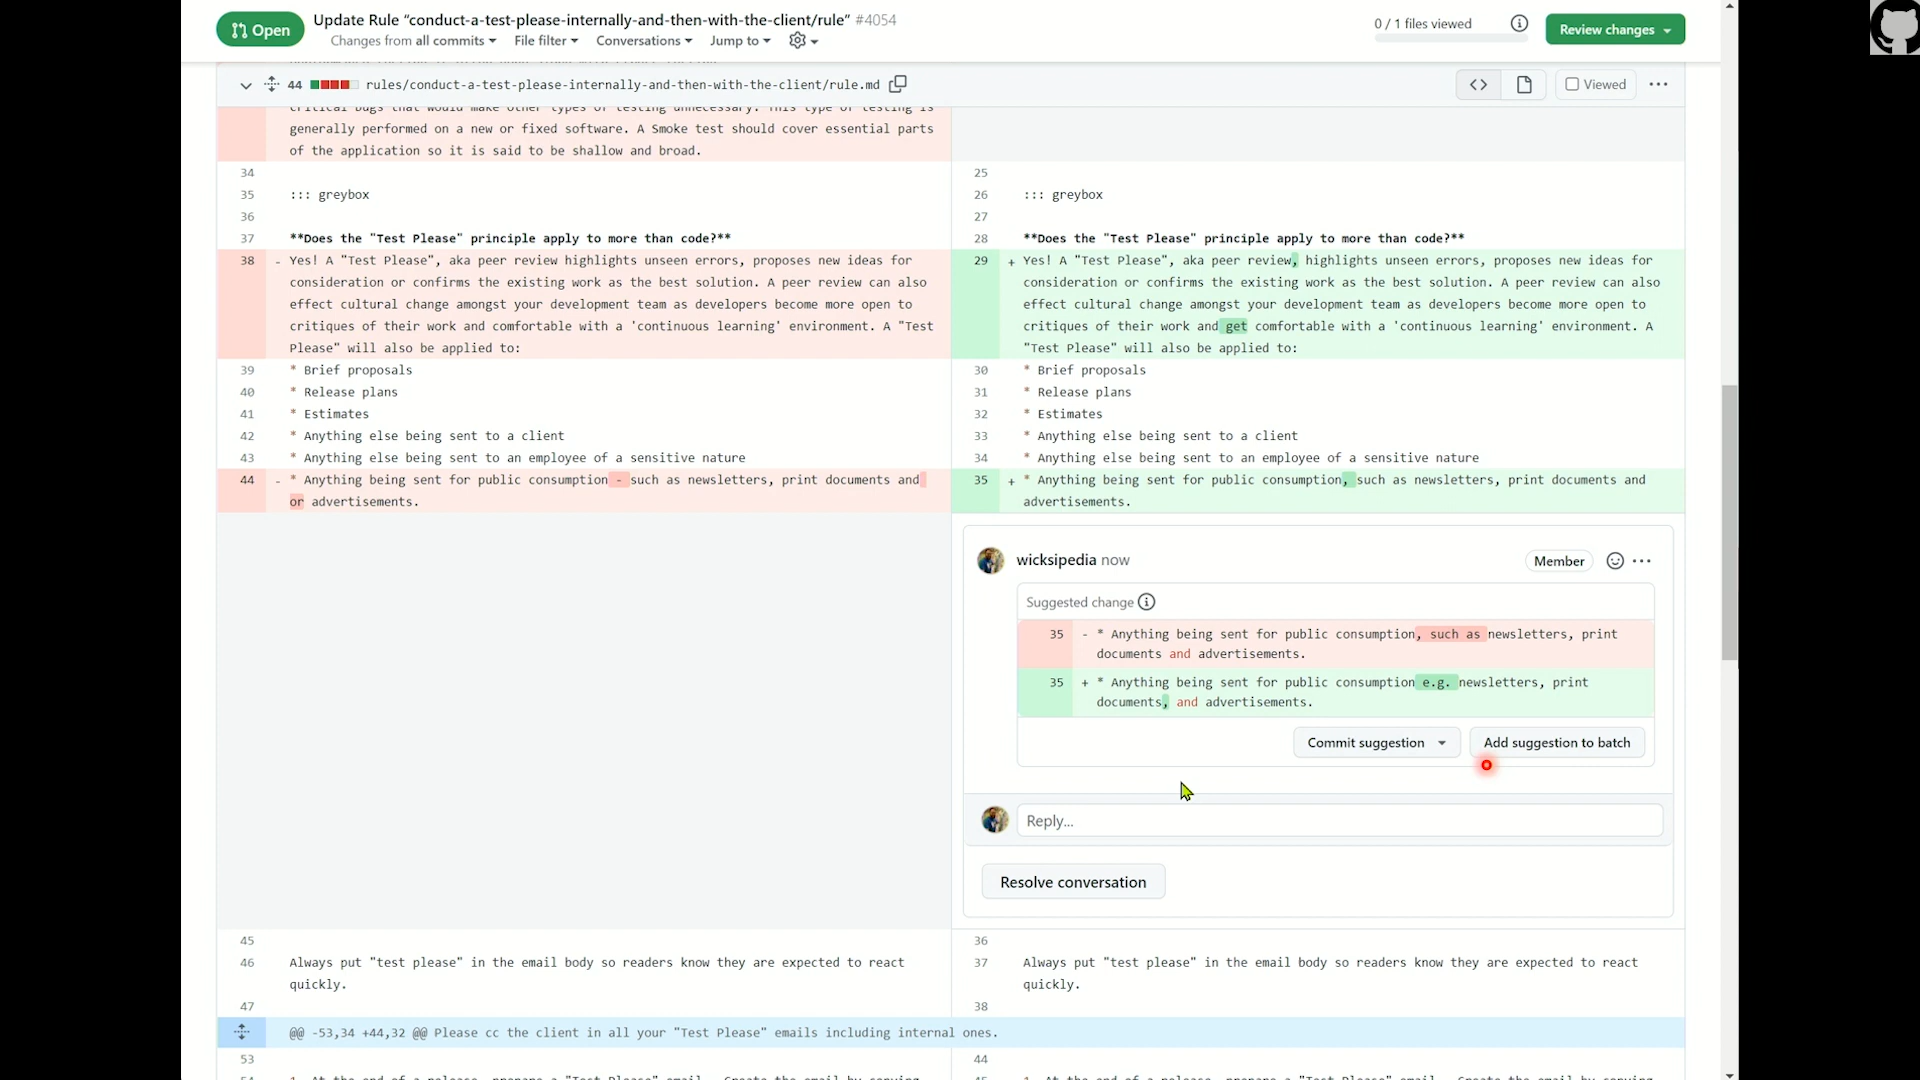 Open
Update Rule “conduct-a-test-please-internally-and-then-with-the-client/rule” #4054
Changes from all commits
File filter
Conversations
Jump to
0 / 1 files viewed
Review changes
44
rules/conduct-a-test-please-internally-and-then-with-the-client/rule.md
Viewed
critical bugs that would make other types of testing unnecessary. This type of testing is
generally performed on a new or fixed software. A Smoke test should cover essential parts
of the application so it is said to be shallow and broad.
34
35 ::: greybox
36
37 **Does the "Test Please" principle apply to more than code?**
38 - Yes! A "Test Please", aka peer review highlights unseen errors, proposes new ideas for
consideration or confirms the existing work as the best solution. A peer review can also
effect cultural change amongst your development team as developers become more open to
critiques of their work and comfortable with a 'continuous learning' environment. A "Test
Please" will also be applied to:
39 * Brief proposals
40 * Release plans
41 * Estimates
42 * Anything else being sent to a client
43 * Anything else being sent to an employee of a sensitive nature
44 - * Anything being sent for public consumption - such as newsletters, print documents and
or advertisements.
25
26 ::: greybox
27
28 **Does the "Test Please" principle apply to more than code?**
29 + Yes! A "Test Please", aka peer review, highlights unseen errors, proposes new ideas for
consideration or confirms the existing work as the best solution. A peer review can also
effect cultural change amongst your development team as developers become more open to
critiques of their work and get comfortable with a 'continuous learning' environment. A
"Test Please" will also be applied to:
30 * Brief proposals
31 * Release plans
32 * Estimates
33 * Anything else being sent to a client
34 * Anything else being sent to an employee of a sensitive nature
35 + * Anything being sent for public consumption, such as newsletters, print documents and
advertisements.
wicksipedia now
Member
Suggested change
35 - * Anything being sent for public consumption, such as newsletters, print
documents and advertisements.
35 + * Anything being sent for public consumption e.g. newsletters, print
documents, and advertisements.
Commit suggestion
Add suggestion to batch
Reply...
Resolve conversation
45
46 Always put "test please" in the email body so readers know they are expected to react
quickly.
47
36
37 Always put "test please" in the email body so readers know they are expected to react
quickly.
38
@@ -53,34 +44,32 @@ Please cc the client in all your "Test Please" emails including internal ones.
53
44